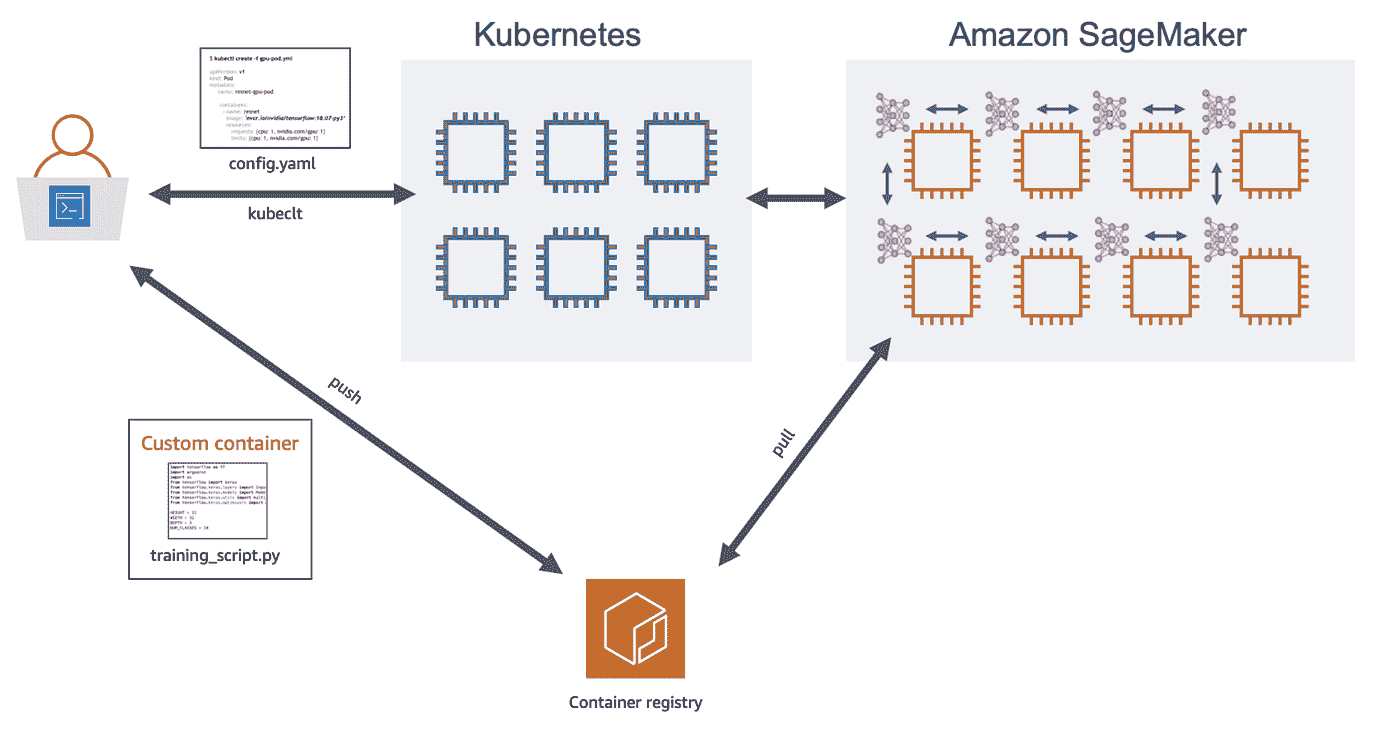 Kubernetes
Amazon SageMaker
$ kubectl create -f gpu-pod.yml
apiVersion: v1
kind: Pod
metadata:
name: resnet-gpu-pod
containers:
- name: resnet
image: "nvcr.io/nvidia/tensorflow:18.07-py3"
resources:
requests: [cpu: 1, nvidia.com/gpu: 1]
limits: [cpu: 1, nvidia.com/gpu: 1]
config.yaml
kubeclt
push
pull
Custom container
import tensorflow as tf
import argparse
import os
from tensorflow import keras
from tensorflow.keras.layers import Inpu
from tensorflow.keras.models import Mode
from tensorflow.keras.utils import multi
from tensorflow.keras.optimizers import
HEIGHT = 32
WIDTH = 32
DEPTH = 3
NUM_CLASSES = 10
training_script.py
Container registry